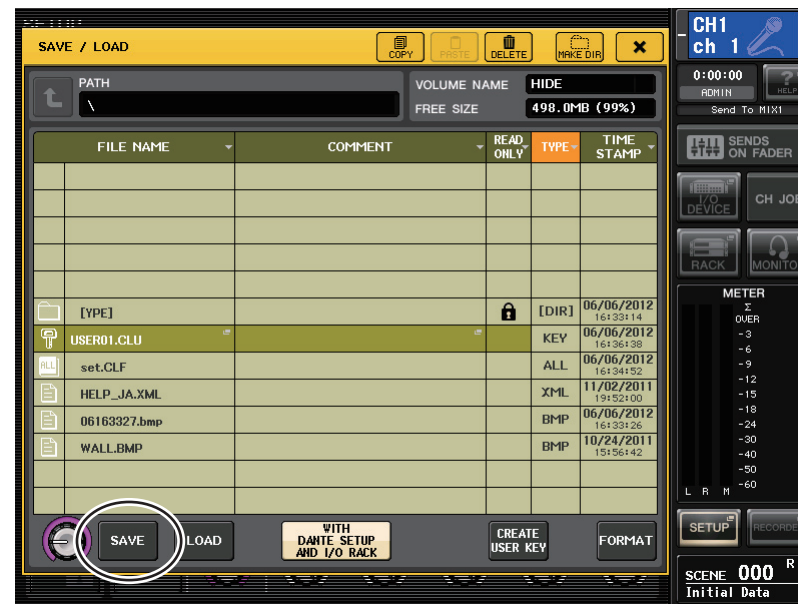 SETUP
SAVE / LOAD
COPY
PASTE
DELETE
MAKE DIR
PATH
\
VOLUME NAME HIDE
FREE SIZE 498.0MB (99%)
FILE NAME COMMENT READ ONLY TYPE TIME STAMP
[YPE] [DIR] 06/06/2012 16:33:14
USER01.CLU KEY 06/06/2012 16:36:38
ALL set.CLF ALL 06/06/2012 16:34:52
HELP_JA.XML XML 11/02/2011 19:52:00
06163327.bmp BMP 06/06/2012 16:33:26
WALL.BMP BMP 10/24/2011 15:56:42
SAVE
LOAD
WITH
DANTE SETUP
AND I/O RACK
CREATE
USER KEY
FORMAT
CH1
ch 1
0:00:00
ADMIN
?
HELP
Send To MIX1
SENDS
ON FADER
I/O
DEVICE
CH JO
RACK
MONITO
METER
Σ
OVER
-3
-6
-9
-12
-15
-18
-24
-30
-40
-50
-60
L R M
SETUP
RECORDE
SCENE 000 R
Initial Data